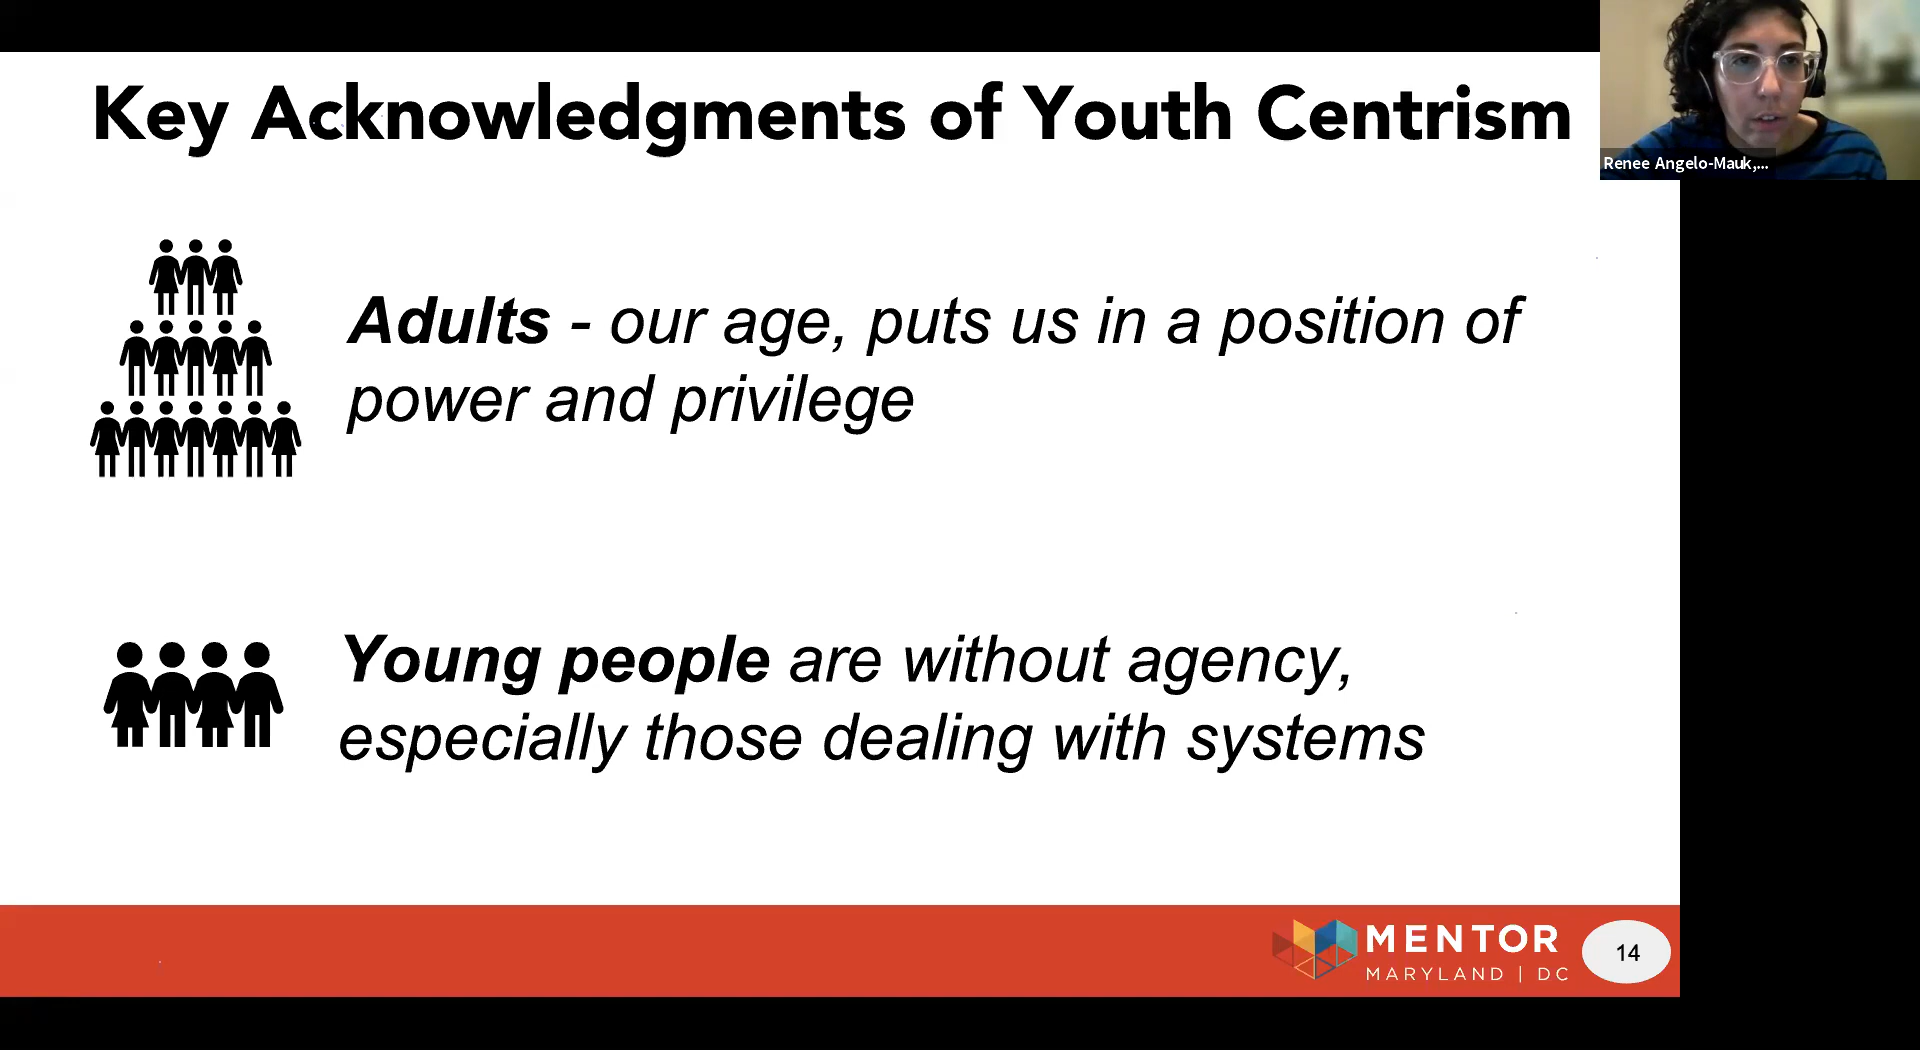 Key Acknowledgments of Youth Centrism
Renee Angelo-Mauk,...
Adults - our age, puts us in a position of
power and privilege
Young people are without agency,
especially those dealing with systems
MENTOR
MARYLAND | DC
14